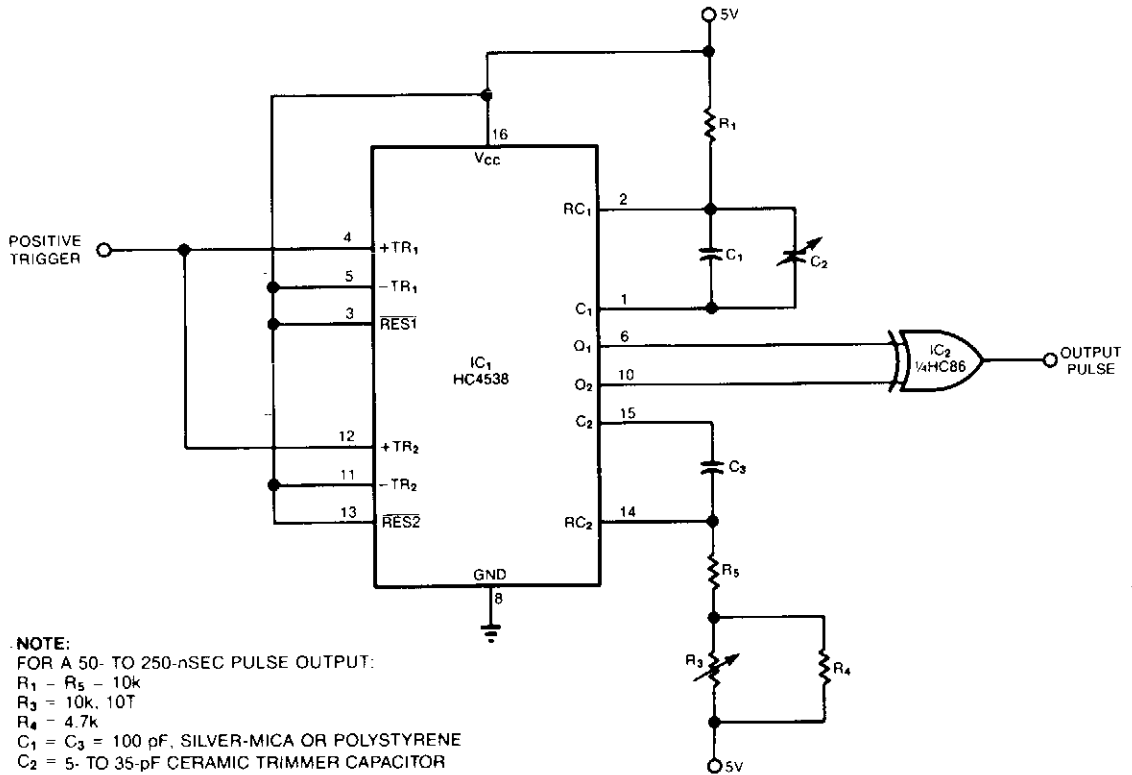 5V
R₁
16
VCC
RC₁ 2
POSITIVE
TRIGGER
4 +TR₁
C₁
C₂
5 −TR₁
C₁ 1
3 RES1
IC₁
HC4538
Q₁ 6
IC₂
¼HC86
OUTPUT
PULSE
Q₂ 10
C₂ 15
12 +TR₂
C₃
11 −TR₂
13 RES2
RC₂ 14
R₅
GND
8
R₃
R₄
5V
NOTE:
FOR A 50- TO 250-nSEC PULSE OUTPUT:
R₁ - R₅ - 10k
R₃ = 10k, 10T
R₄ - 4.7k
C₁ = C₃ = 100 pF, SILVER-MICA OR POLYSTYRENE
C₂ = 5- TO 35-pF CERAMIC TRIMMER CAPACITOR